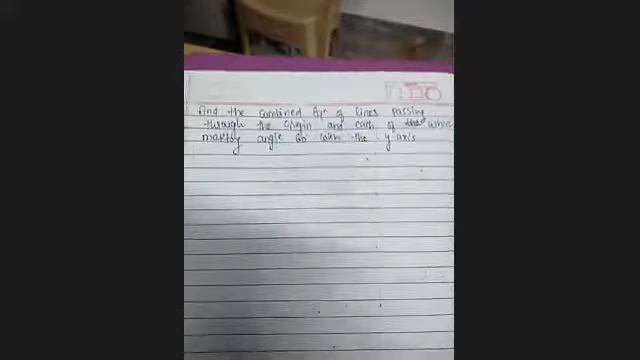 find the combined Eqn of lines passing
through the origin and each of which
making angle 60° with the y axis